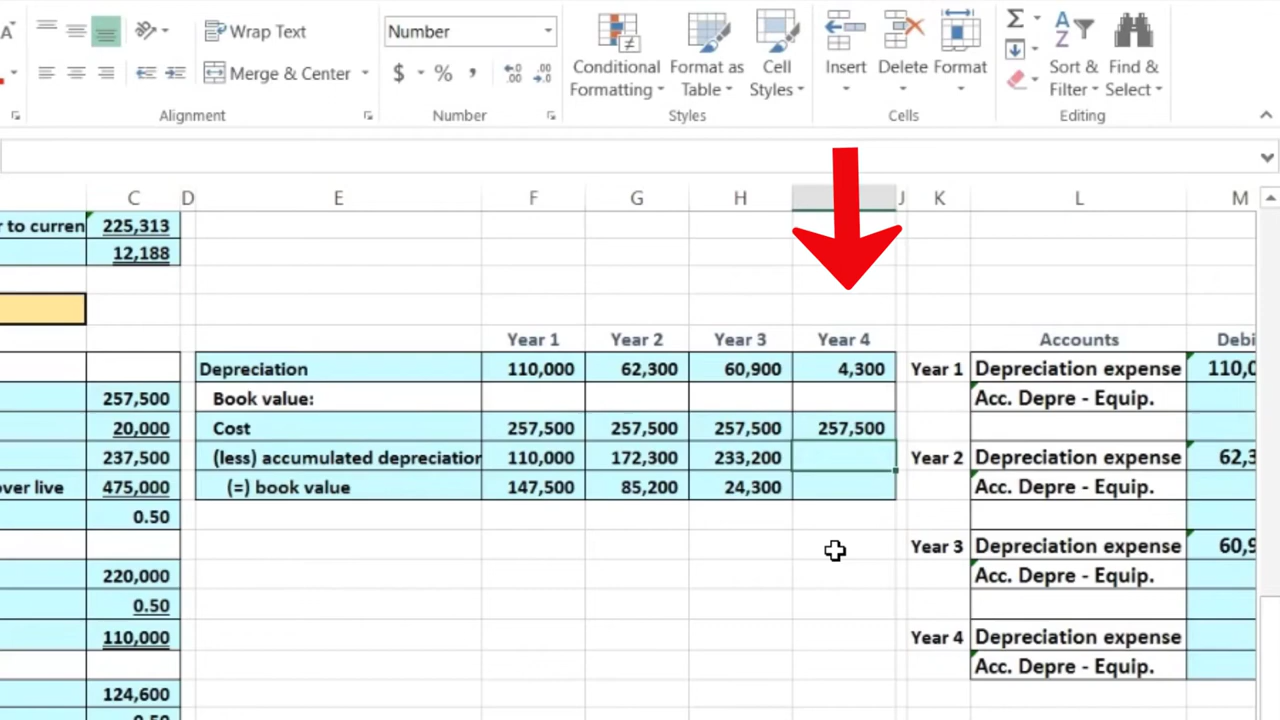 A
Wrap Text
Merge & Center
Alignment
Number
$ % ,
Number
Conditional Formatting
Format as Table
Cell Styles
Styles
Insert
Delete
Format
Cells
Sort & Filter
Find & Select
Editing
C D E F G H J K L M
r to curren 225,313
12,188
Year 1 Year 2 Year 3 Year 4 Accounts Debi
Depreciation 110,000 62,300 60,900 4,300 Year 1 Depreciation expense 110,0
257,500 Book value: Acc. Depre - Equip.
20,000 Cost 257,500 257,500 257,500 257,500
237,500 (less) accumulated depreciation 110,000 172,300 233,200 Year 2 Depreciation expense 62,3
over live 475,000 (=) book value 147,500 85,200 24,300 Acc. Depre - Equip.
0.50
Year 3 Depreciation expense 60,9
220,000 Acc. Depre - Equip.
0.50
110,000 Year 4 Depreciation expense
Acc. Depre - Equip.
124,600
0.50